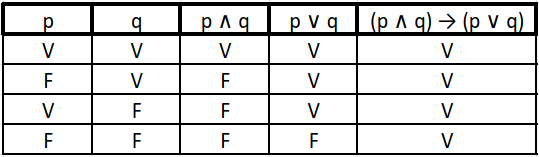 p q p ∧ q p ∨ q (p ∧ q) → (p ∨ q)
V V V V V
F V F V V
V F F V V
F F F F V